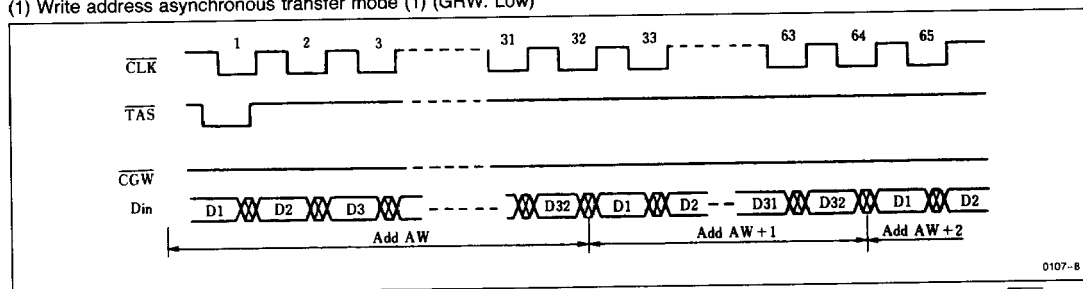 (1) Write address asynchronous transfer mode (1) (GRW: Low)
1 2 3 31 32 33 63 64 65
CLK
TAS
CGW
Din D1 D2 D3 D32 D1 D2 D31 D32 D1 D2
Add AW Add AW+1 Add AW+2
0107-8